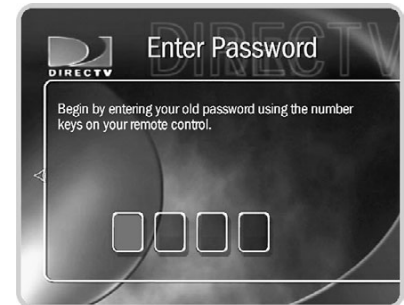 DIRECTV
Enter Password
DIRECTV
Begin by entering your old password using the number
keys on your remote control.